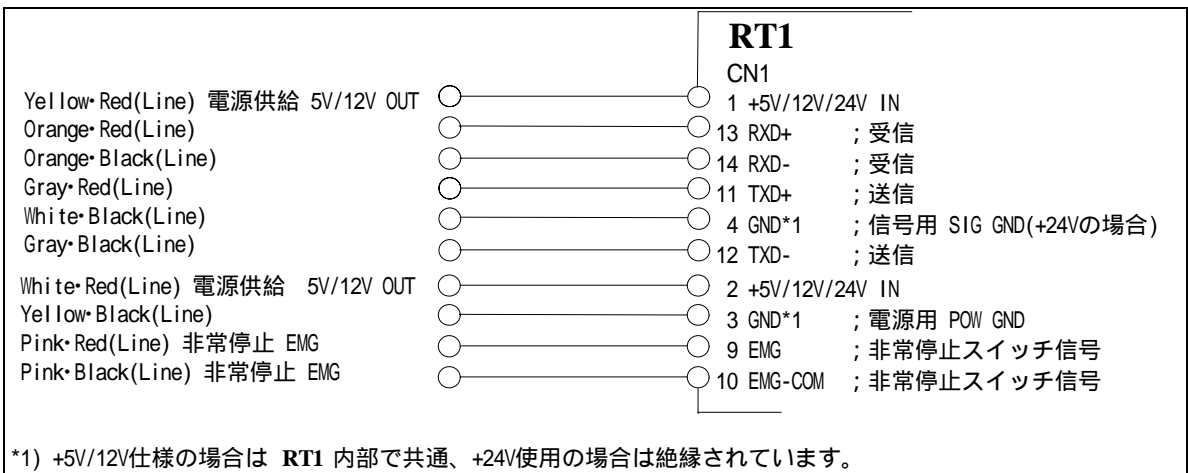 RT1
CN1
Yellow･Red(Line) 電源供給 5V/12V OUT 1 +5V/12V/24V IN
Orange･Red(Line) 13 RXD+ ;受信
Orange･Black(Line) 14 RXD- ;受信
Gray･Red(Line) 11 TXD+ ;送信
White･Black(Line) 4 GND*1 ;信号用 SIG GND(+24Vの場合)
Gray･Black(Line) 12 TXD- ;送信
White･Red(Line) 電源供給 5V/12V OUT 2 +5V/12V/24V IN
Yellow･Black(Line) 3 GND*1 ;電源用 POW GND
Pink･Red(Line) 非常停止 EMG 9 EMG ;非常停止スイッチ信号
Pink･Black(Line) 非常停止 EMG 10 EMG-COM ;非常停止スイッチ信号
*1) +5V/12V仕様の場合は RT1 内部で共通、+24V使用の場合は絶縁されています。